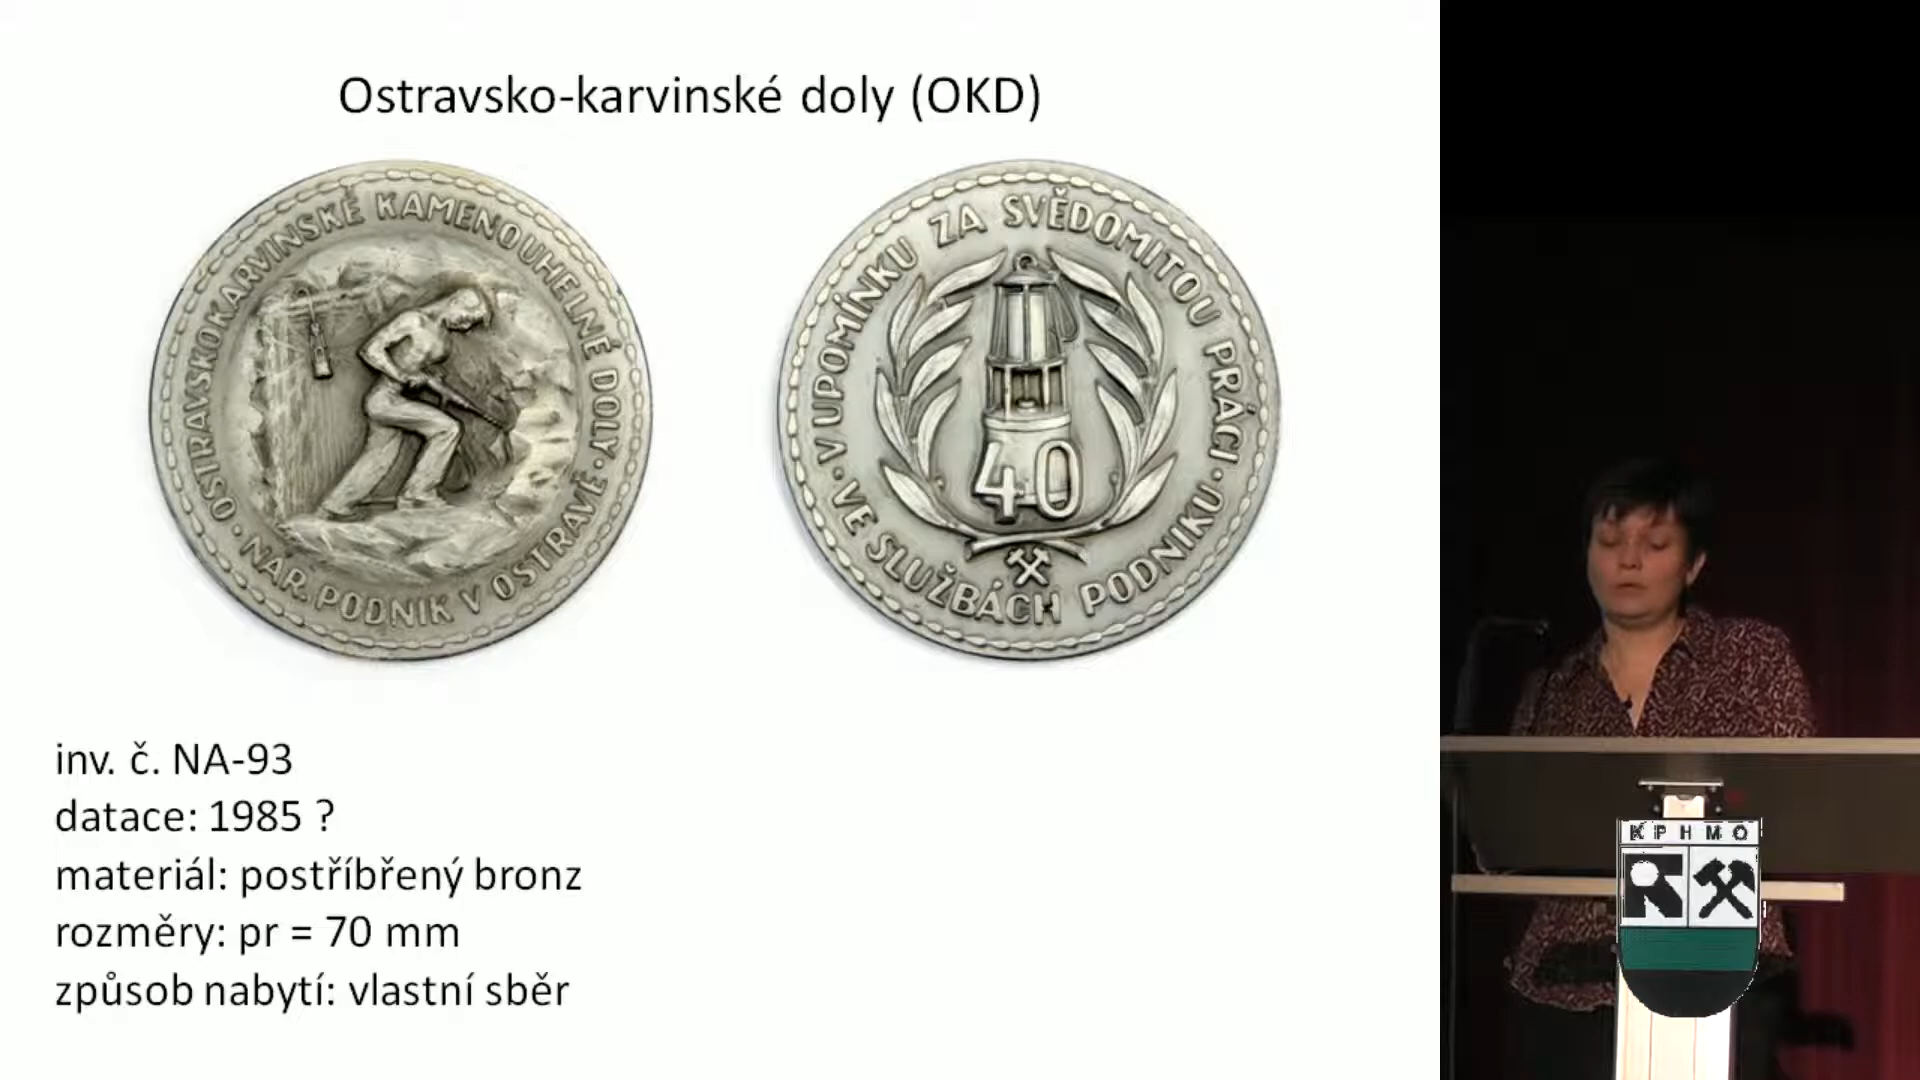 Ostravsko-karvinské doly (OKD)
OSTRAVSKOKARVINSKÉ KAMENOUHELNÉ DOLY ·
NÁR. PODNIK V OSTRAVĚ ·
· V UPOMÍNKU ZA SVĚDOMITOU PRÁCI ·
VE SLUŽBÁCH PODNIKU
40
inv. č. NA-93
datace: 1985 ?
materiál: postříbřený bronz
rozměry: pr = 70 mm
způsob nabytí: vlastní sběr
K P H M O